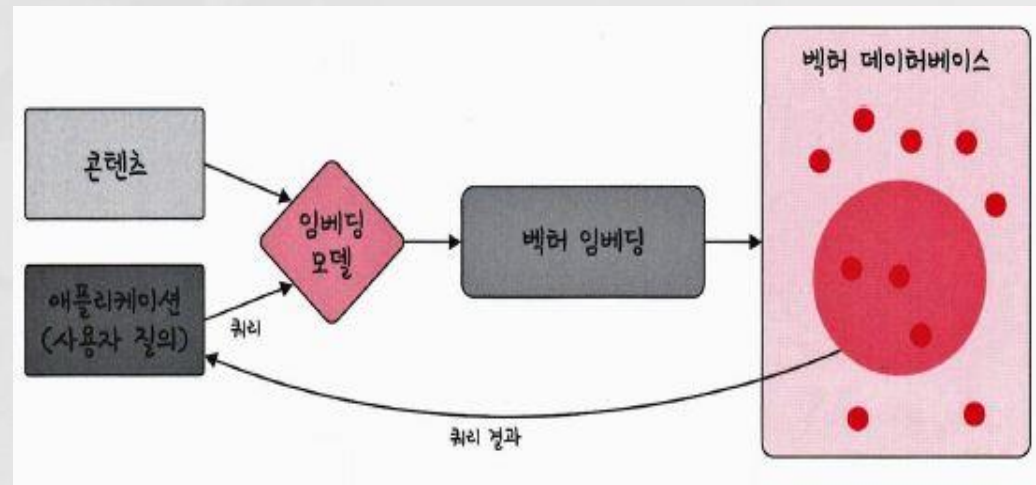 콘텐츠
애플리케이션
(사용자 질의)
쿼리
임베딩
모델
벡터 임베딩
벡터 데이터베이스
쿼리 결과